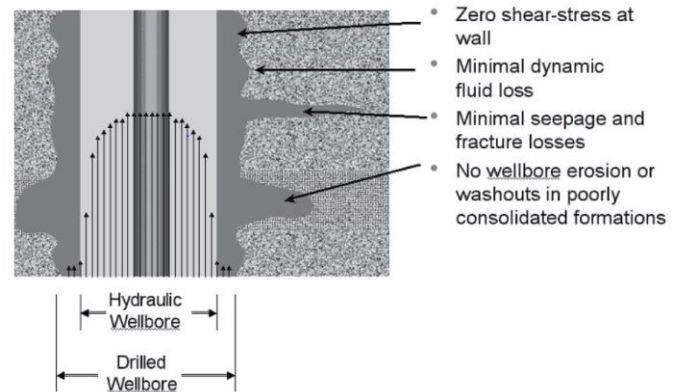 Zero shear-stress at
wall
Minimal dynamic
fluid loss
Minimal seepage and
fracture losses
No wellbore erosion or
washouts in poorly
consolidated formations
Hydraulic
Wellbore
Drilled
Wellbore